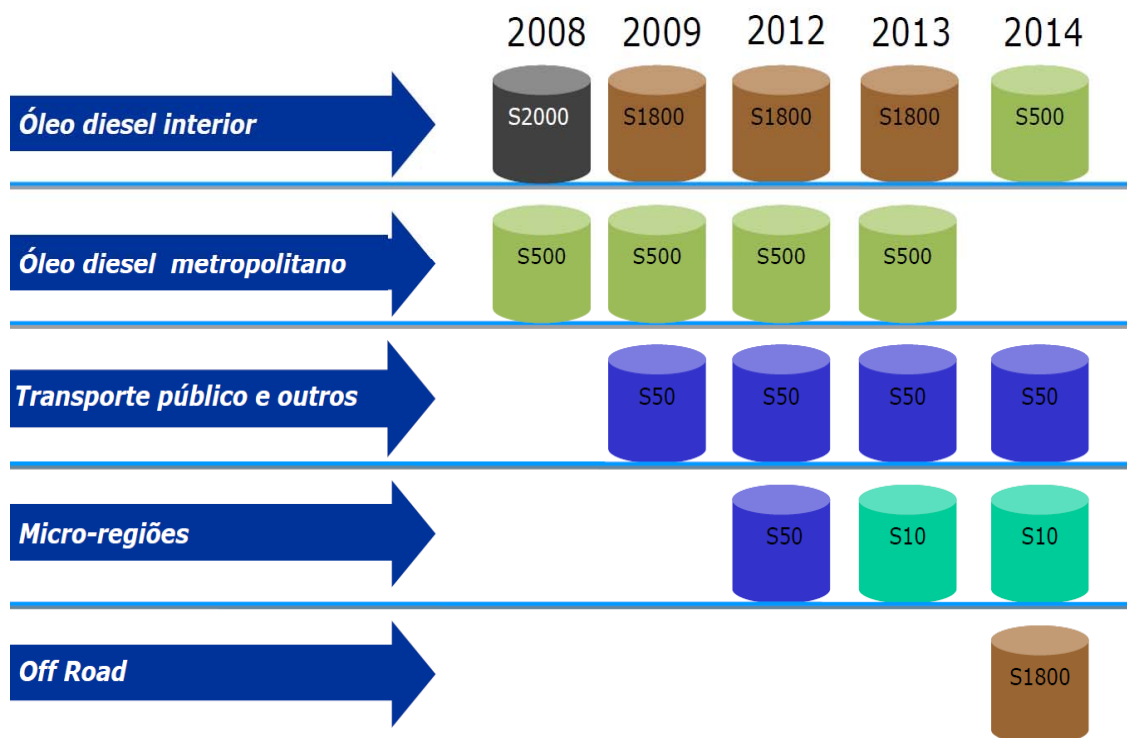 2008 2009 2012 2013 2014
Óleo diesel interior S2000 S1800 S1800 S1800 S500
Óleo diesel metropolitano S500 S500 S500 S500
Transporte público e outros S50 S50 S50 S50
Micro-regiões S50 S10 S10
Off Road S1800